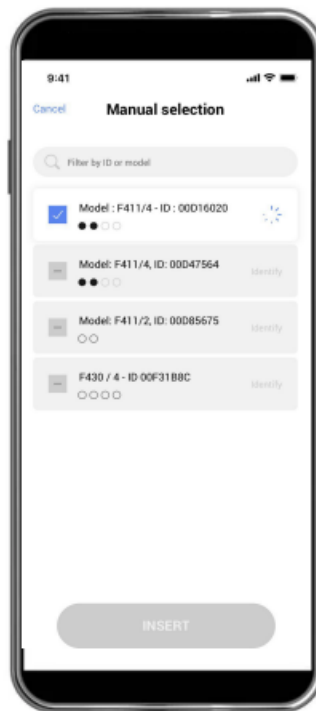 9:41
Cancel
Manual selection
Filter by ID or model
Model : F411/4 - ID : 00D16020
Model: F411/4, ID: 00D47564
Identify
Model: F411/2, ID: 00D85675
Identify
F430 / 4 - ID 00F31B8C
Identify
INSERT